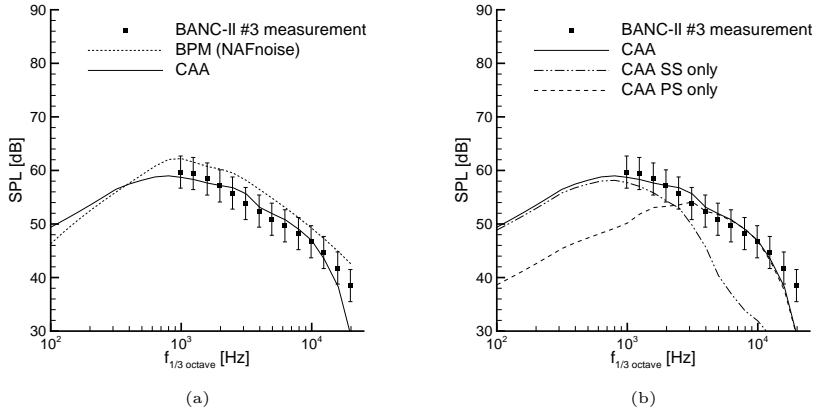 SPL [dB]
90
80
70
60
50
40
30
10²
10³
10⁴
f1/3 octave [Hz]
BANC-II #3 measurement
BPM (NAFnoise)
CAA
(a)
SPL [dB]
90
80
70
60
50
40
30
10²
10³
10⁴
f1/3 octave [Hz]
BANC-II #3 measurement
CAA
CAA SS only
CAA PS only
(b)